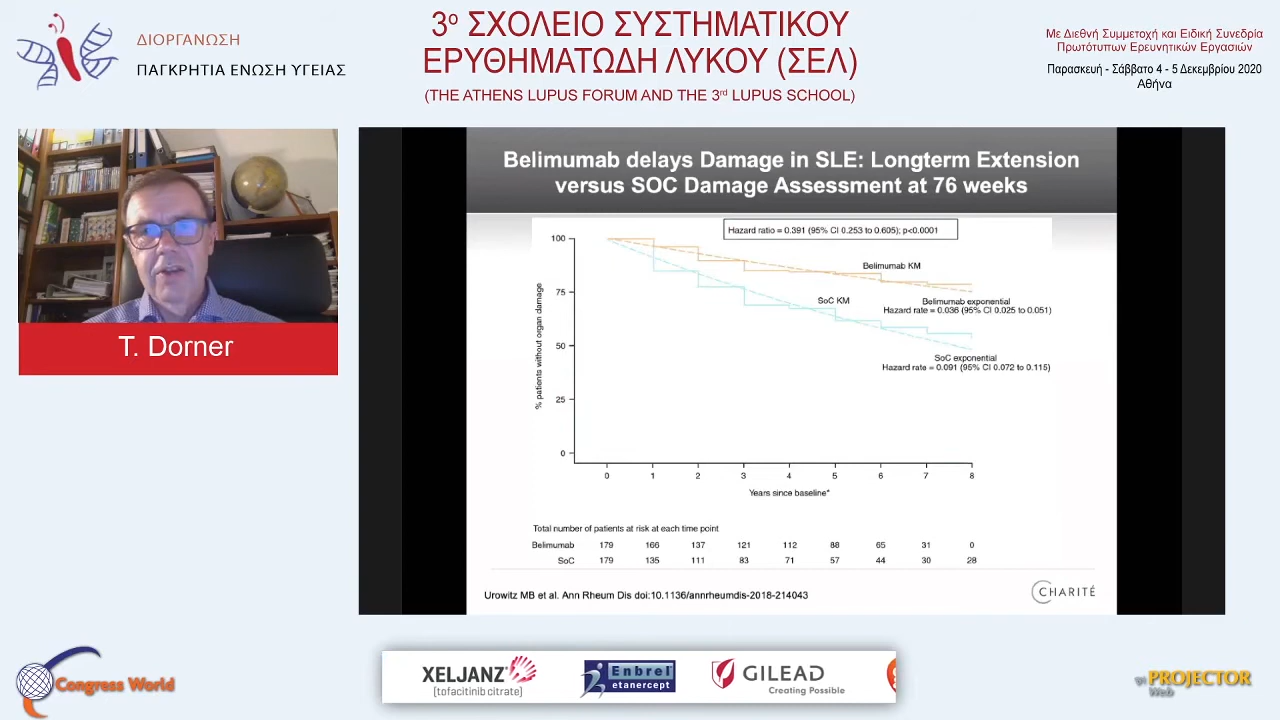 ΔΙΟΡΓΑΝΩΣΗ
ΠΑΓΚΡΗΤΙΑ ΕΝΩΣΗ ΥΓΕΙΑΣ
3ο ΣΧΟΛΕΙΟ ΣΥΣΤΗΜΑΤΙΚΟΥ
ΕΡΥΘΗΜΑΤΩΔΗ ΛΥΚΟΥ (ΣΕΛ)
(THE ATHENS LUPUS FORUM AND THE 3rd LUPUS SCHOOL)
Με Διεθνή Συμμετοχή και Ειδική Συνεδρία
Πρωτότυπων Ερευνητικών Εργασιών
Παρασκευή - Σάββατο 4 - 5 Δεκεμβρίου 2020
Αθήνα
T. Dorner
Belimumab delays Damage in SLE: Longterm Extension
versus SOC Damage Assessment at 76 weeks
Hazard ratio = 0.391 (95% CI 0.253 to 0.605); p<0.0001
% patients without organ damage
100
75
50
25
0
Belimumab KM
SoC KM
Belimumab exponential
Hazard rate = 0.036 (95% CI 0.025 to 0.051)
SoC exponential
Hazard rate = 0.091 (95% CI 0.072 to 0.115)
0 1 2 3 4 5 6 7 8
Years since baseline*
Total number of patients at risk at each time point
Belimumab 179 166 137 121 112 88 65 31 0
SoC 179 135 111 83 71 57 44 30 28
Urowitz MB et al. Ann Rheum Dis doi:10.1136/annrheumdis-2018-214043
CHARITÉ
Congress World
XELJANZ®
(tofacitinib citrate)
Enbrel
etanercept
GILEAD
Creating Possible
BY PROJECTOR
Web